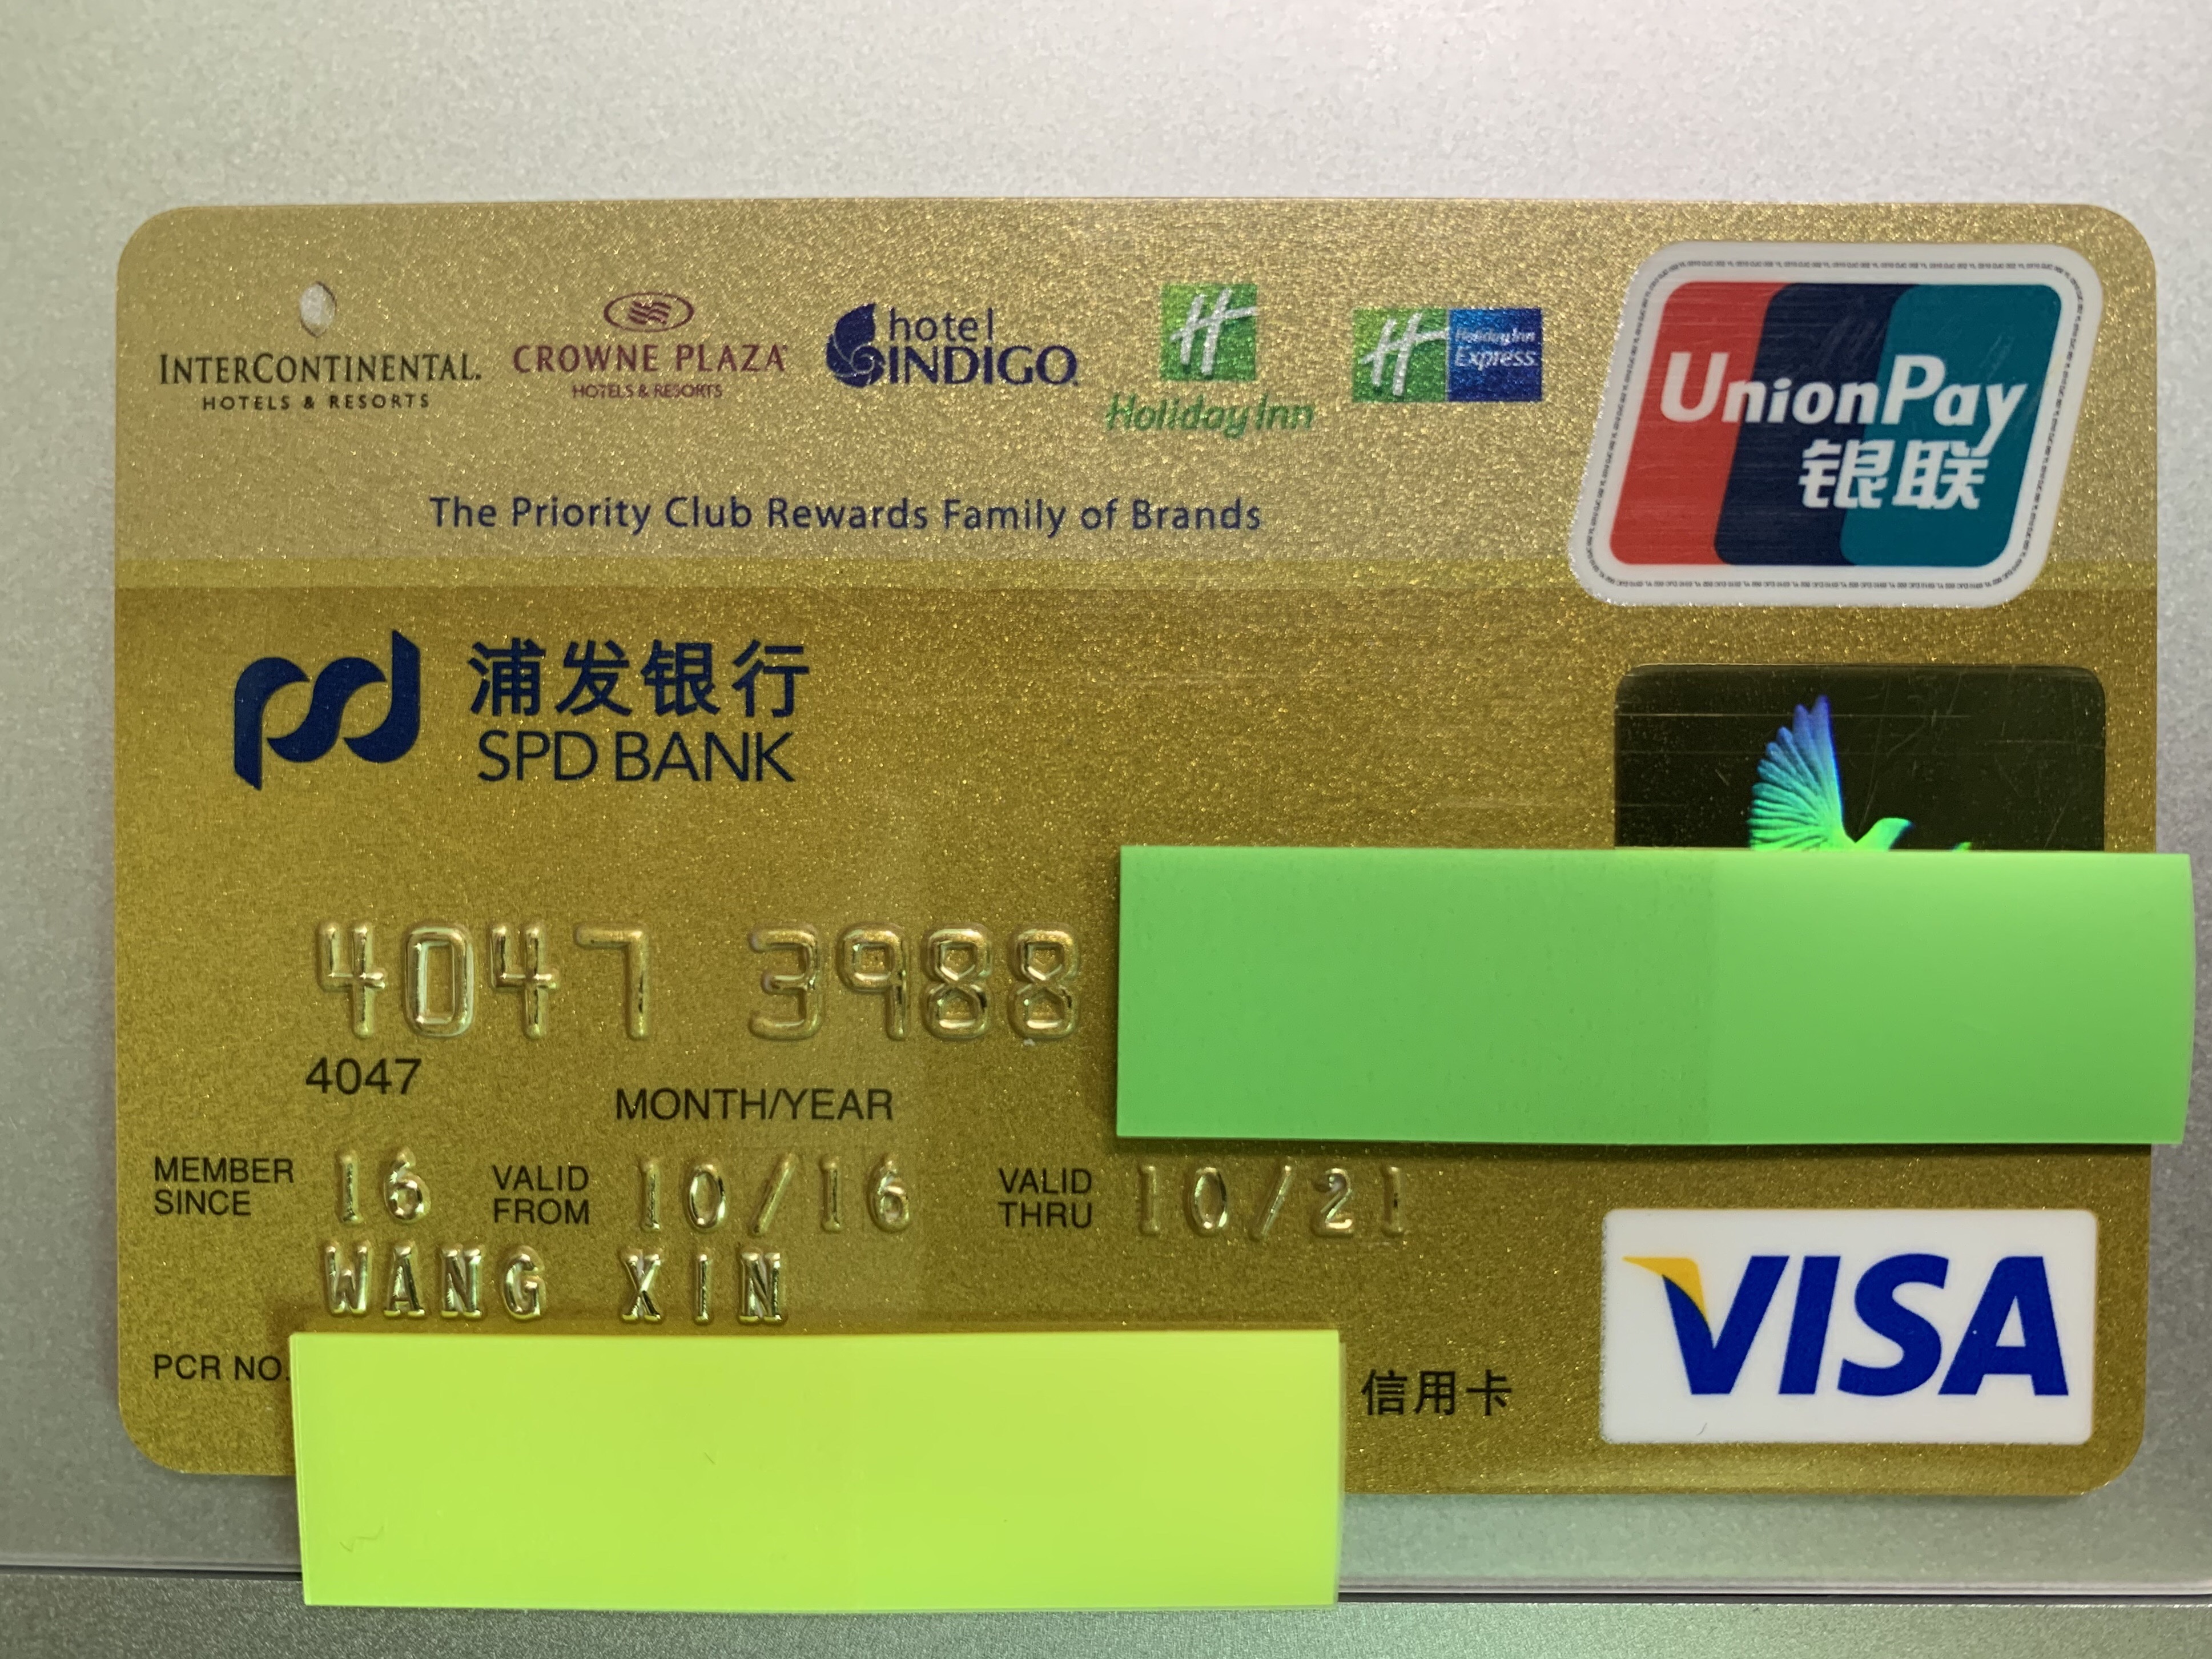 INTERCONTINENTAL.
HOTELS & RESORTS
CROWNE PLAZA
HOTELS & RESORTS
hotel
INDIGO
H
Holiday Inn
H Holiday Inn
Express
UnionPay
银联
The Priority Club Rewards Family of Brands
浦发银行
SPD BANK
4047 3988
4047
MONTH/YEAR
MEMBER SINCE 16 VALID FROM 10/16 VALID THRU 10/21
WANG XIN
PCR NO.
信用卡
VISA